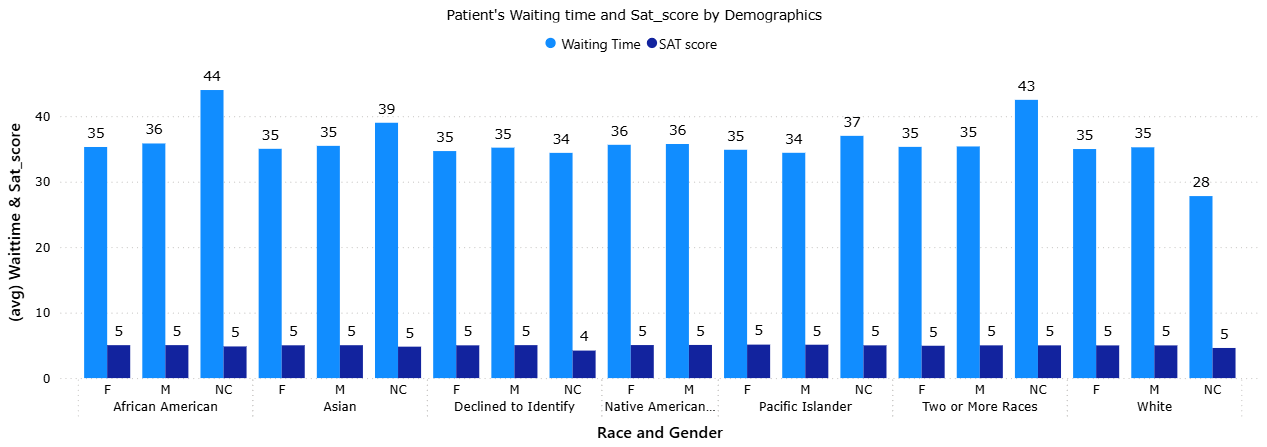 Patient's Waiting time and Sat_score by Demographics
Waiting Time SAT score
(avg) Waittime & Sat_score
40
30
20
10
0
35 5 36 5 44 5 35 5 35 5 39 5 35 5 35 5 34 4 36 5 36 5 35 5 34 5 37 5 35 5 35 5 43 5 35 5 35 5 28 5
F M NC F M NC F M NC F M F M NC F M NC F M NC
African American Asian Declined to Identify Native American... Pacific Islander Two or More Races White
Race and Gender